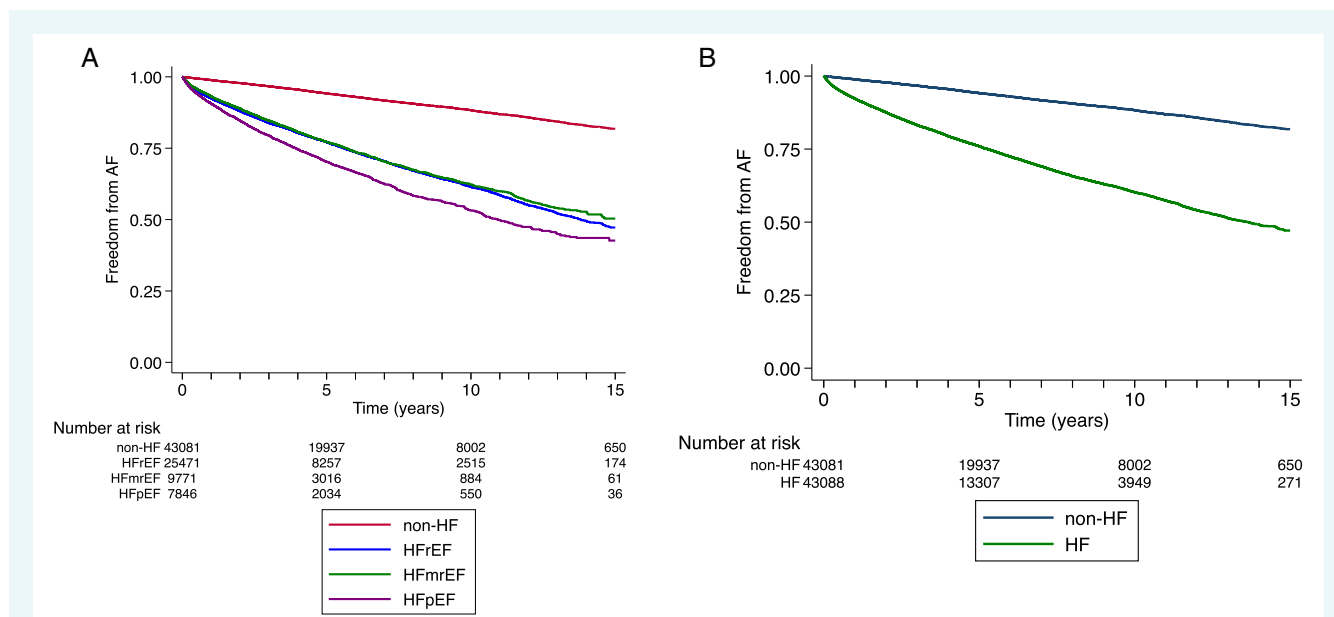 A
Freedom from AF
1.00
0.75
0.50
0.25
0.00
0 5 10 15
Time (years)
Number at risk
non-HF 43081 19937 8002 650
HFrEF 25471 8257 2515 174
HFmrEF 9771 3016 884 61
HFpEF 7846 2034 550 36
non-HF
HFrEF
HFmrEF
HFpEF
B
Freedom from AF
1.00
0.75
0.50
0.25
0.00
0 5 10 15
Time (years)
Number at risk
non-HF 43081 19937 8002 650
HF 43088 13307 3949 271
non-HF
HF